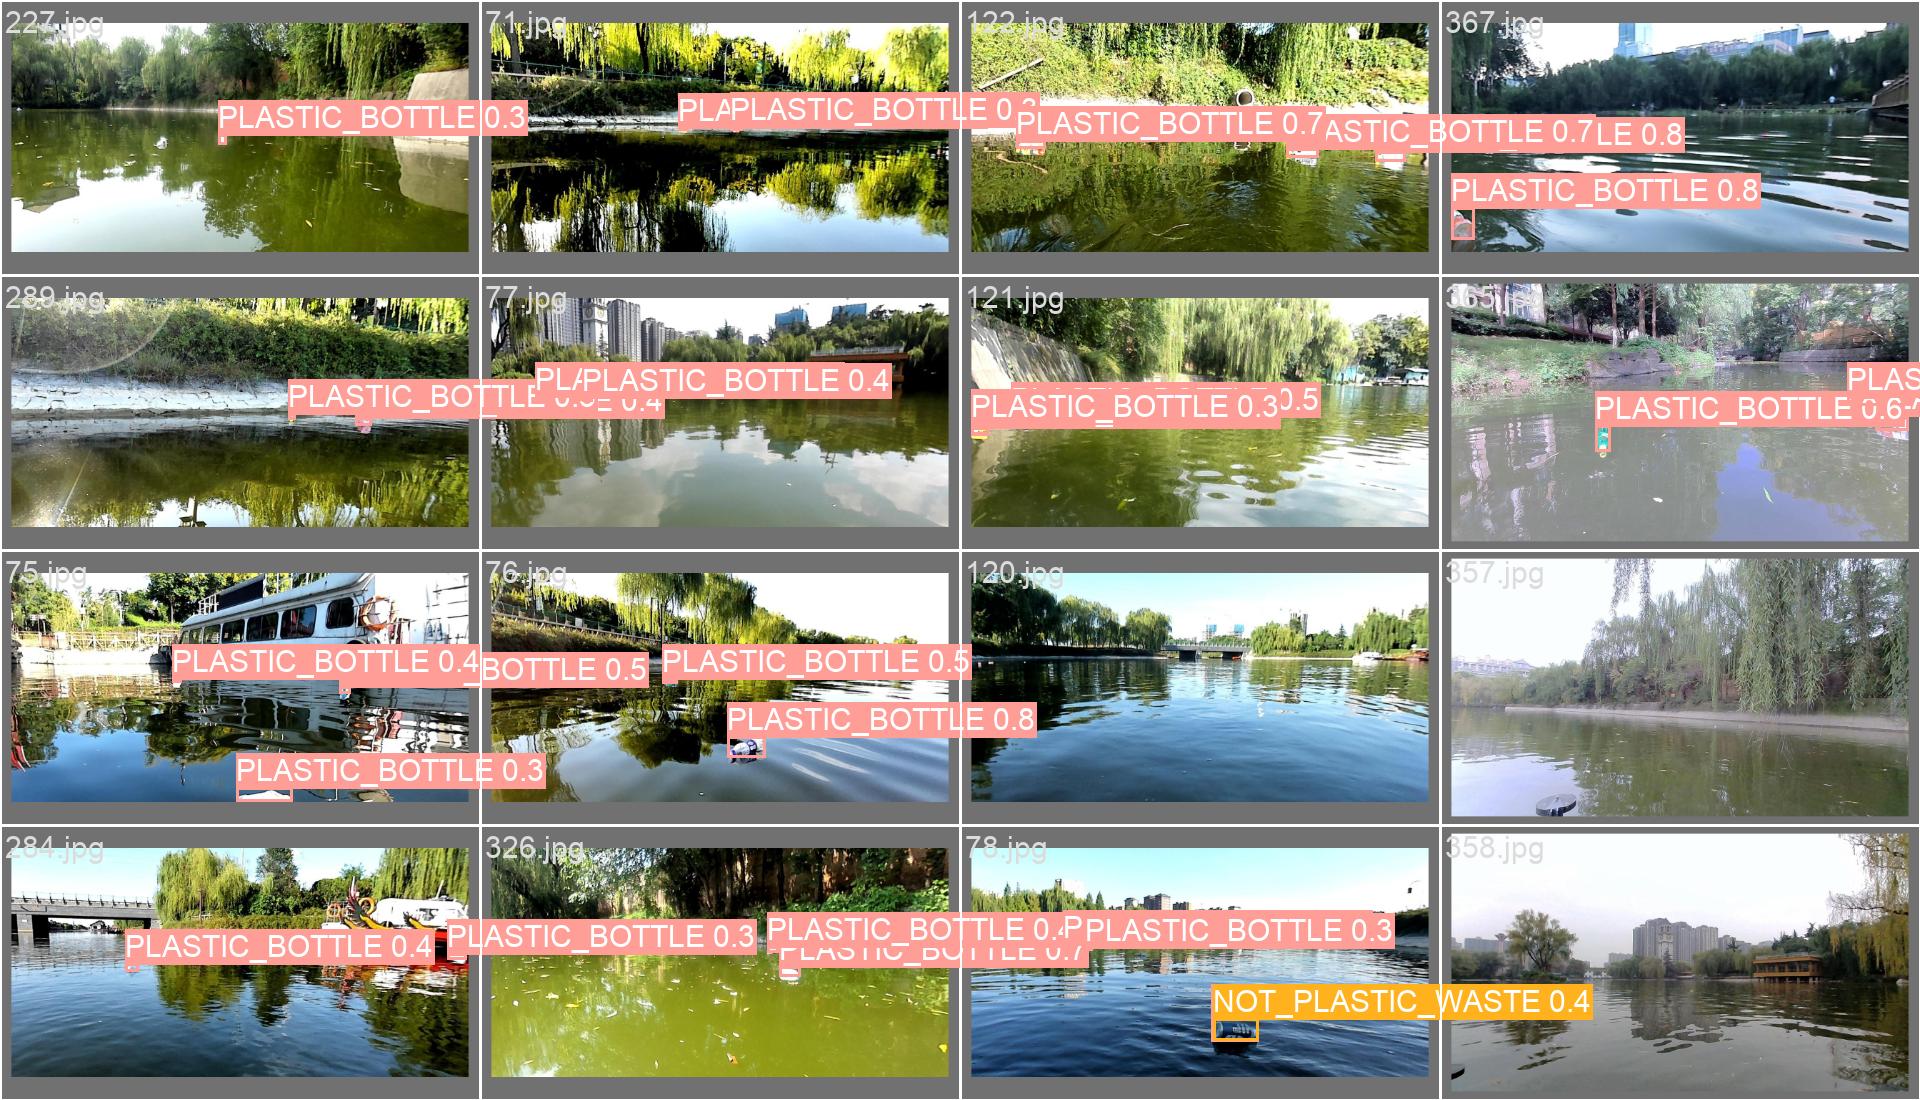 227.jpg
PLASTIC_BOTTLE 0.3
71.jpg
PLA
PLASTIC_BOTTLE 0.
122.jpg
PLASTIC_BOTTLE 0.7
ASTIC_BOTTLE 0.7
LE 0.8
367.jpg
PLASTIC_BOTTLE 0.8
289.jpg
PLASTIC_BOTTLE 0.
0.4
77.jpg
PLA
PLASTIC_BOTTLE 0.4
121.jpg
PLASTIC_BOTTLE 0.3
0.5
365.jpg
PLAS
PLASTIC_BOTTLE 0.6
75.jpg
PLASTIC_BOTTLE 0.4
BOTTLE 0.5
PLASTIC_BOTTLE 0.3
76.jpg
PLASTIC_BOTTLE 0.5
PLASTIC_BOTTLE 0.8
120.jpg
357.jpg
284.jpg
PLASTIC_BOTTLE 0.4
PLASTIC_BOTTLE 0.3
326.jpg
PLASTIC_BOTTLE 0.4
PLASTIC_BOTTLE 0.7
78.jpg
P
PLASTIC_BOTTLE 0.3
NOT_PLASTIC_WASTE 0.4
358.jpg